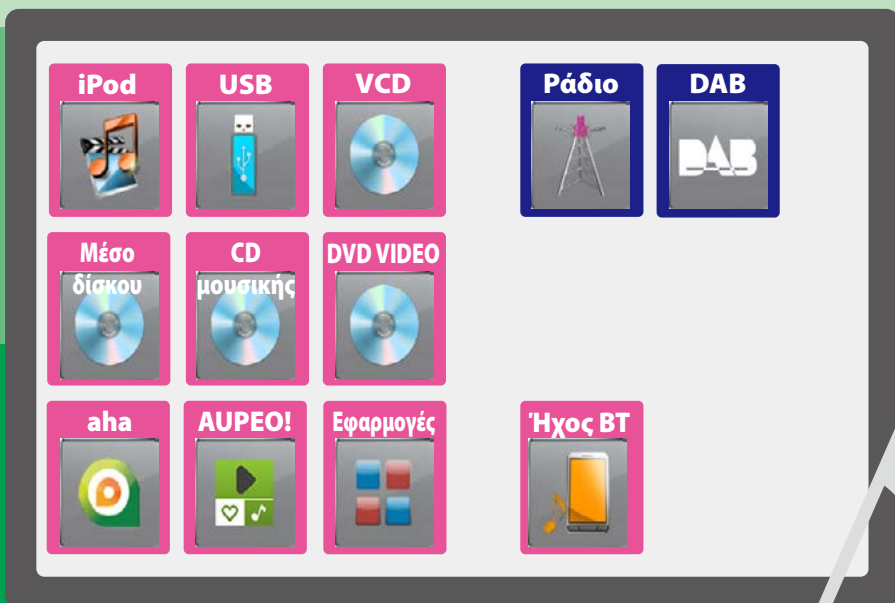 iPod
USB
VCD
Ράδιο
DAB
DAB
Μέσο
δίσκου
CD
μουσικής
DVD VIDEO
aha
AUPEO!
Εφαρμογές
Ήχος BT